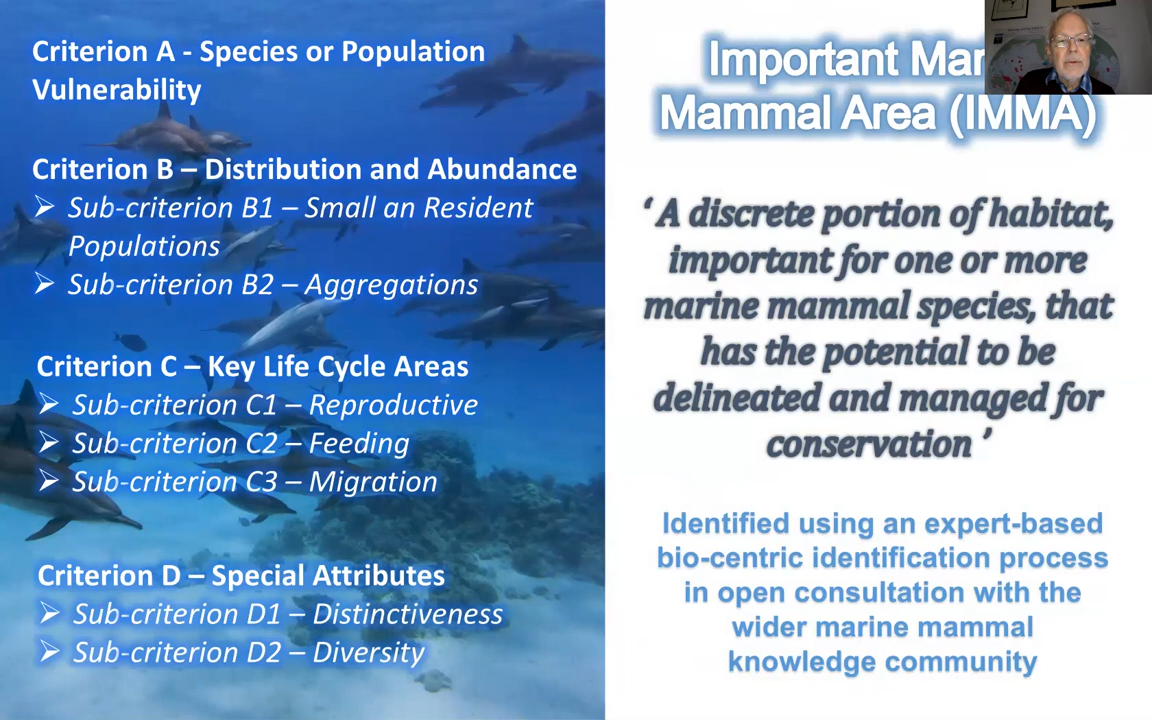 Criterion A - Species or Population
Vulnerability
Criterion B – Distribution and Abundance
➢ Sub-criterion B1 – Small an Resident
Populations
➢ Sub-criterion B2 – Aggregations
Criterion C – Key Life Cycle Areas
➢ Sub-criterion C1 – Reproductive
➢ Sub-criterion C2 – Feeding
➢ Sub-criterion C3 – Migration
Criterion D – Special Attributes
➢ Sub-criterion D1 – Distinctiveness
➢ Sub-criterion D2 – Diversity
Important
Mammal Area (IMMA)
‘ A discrete portion of habitat,
important for one or more
marine mammal species, that
has the potential to be
delineated and managed for
conservation ’
Identified using an expert-based
bio-centric identification process
in open consultation with the
wider marine mammal
knowledge community